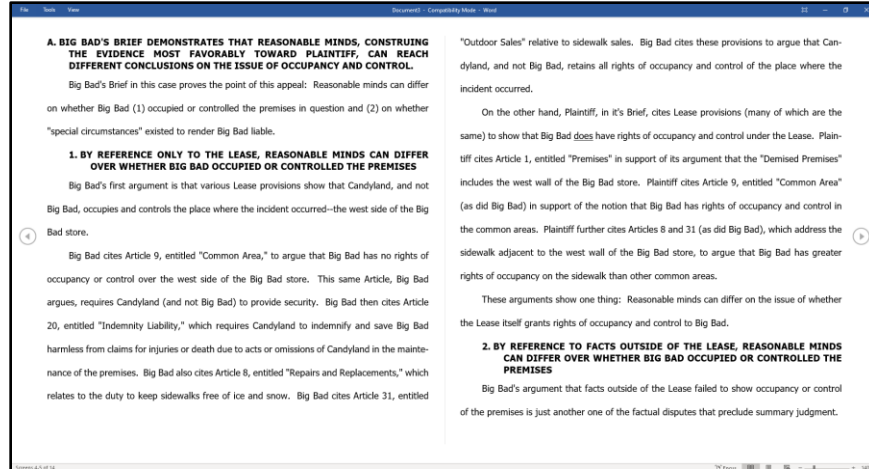 File Tools View
Document3 - Compatibility Mode - Word
A. BIG BAD'S BRIEF DEMONSTRATES THAT REASONABLE MINDS, CONSTRUING
THE EVIDENCE MOST FAVORABLY TOWARD PLAINTIFF, CAN REACH
DIFFERENT CONCLUSIONS ON THE ISSUE OF OCCUPANCY AND CONTROL.
Big Bad's Brief in this case proves the point of this appeal: Reasonable minds can differ
on whether Big Bad (1) occupied or controlled the premises in question and (2) on whether
"special circumstances" existed to render Big Bad liable.
1. BY REFERENCE ONLY TO THE LEASE, REASONABLE MINDS CAN DIFFER
OVER WHETHER BIG BAD OCCUPIED OR CONTROLLED THE PREMISES
Big Bad's first argument is that various Lease provisions show that Candyland, and not
Big Bad, occupies and controls the place where the incident occurred--the west side of the Big
Bad store.
Big Bad cites Article 9, entitled "Common Area," to argue that Big Bad has no rights of
occupancy or control over the west side of the Big Bad store. This same Article, Big Bad
argues, requires Candyland (and not Big Bad) to provide security. Big Bad then cites Article
20, entitled "Indemnity Liability," which requires Candyland to indemnify and save Big Bad
harmless from claims for injuries or death due to acts or omissions of Candyland in the mainte-
nance of the premises. Big Bad also cites Article 8, entitled "Repairs and Replacements," which
relates to the duty to keep sidewalks free of ice and snow. Big Bad cites Article 31, entitled
"Outdoor Sales" relative to sidewalk sales. Big Bad cites these provisions to argue that Can-
dyland, and not Big Bad, retains all rights of occupancy and control of the place where the
incident occurred.
On the other hand, Plaintiff, in it's Brief, cites Lease provisions (many of which are the
same) to show that Big Bad does have rights of occupancy and control under the Lease. Plain-
tiff cites Article 1, entitled "Premises" in support of its argument that the "Demised Premises"
includes the west wall of the Big Bad store. Plaintiff cites Article 9, entitled "Common Area"
(as did Big Bad) in support of the notion that Big Bad has rights of occupancy and control in
the common areas. Plaintiff further cites Articles 8 and 31 (as did Big Bad), which address the
sidewalk adjacent to the west wall of the Big Bad store, to argue that Big Bad has greater
rights of occupancy on the sidewalk than other common areas.
These arguments show one thing: Reasonable minds can differ on the issue of whether
the Lease itself grants rights of occupancy and control to Big Bad.
2. BY REFERENCE TO FACTS OUTSIDE OF THE LEASE, REASONABLE MINDS
CAN DIFFER OVER WHETHER BIG BAD OCCUPIED OR CONTROLLED THE
PREMISES
Big Bad's argument that facts outside of the Lease failed to show occupancy or control
of the premises is just another one of the factual disputes that preclude summary judgment.
Screens 4-5 of 14
Focus